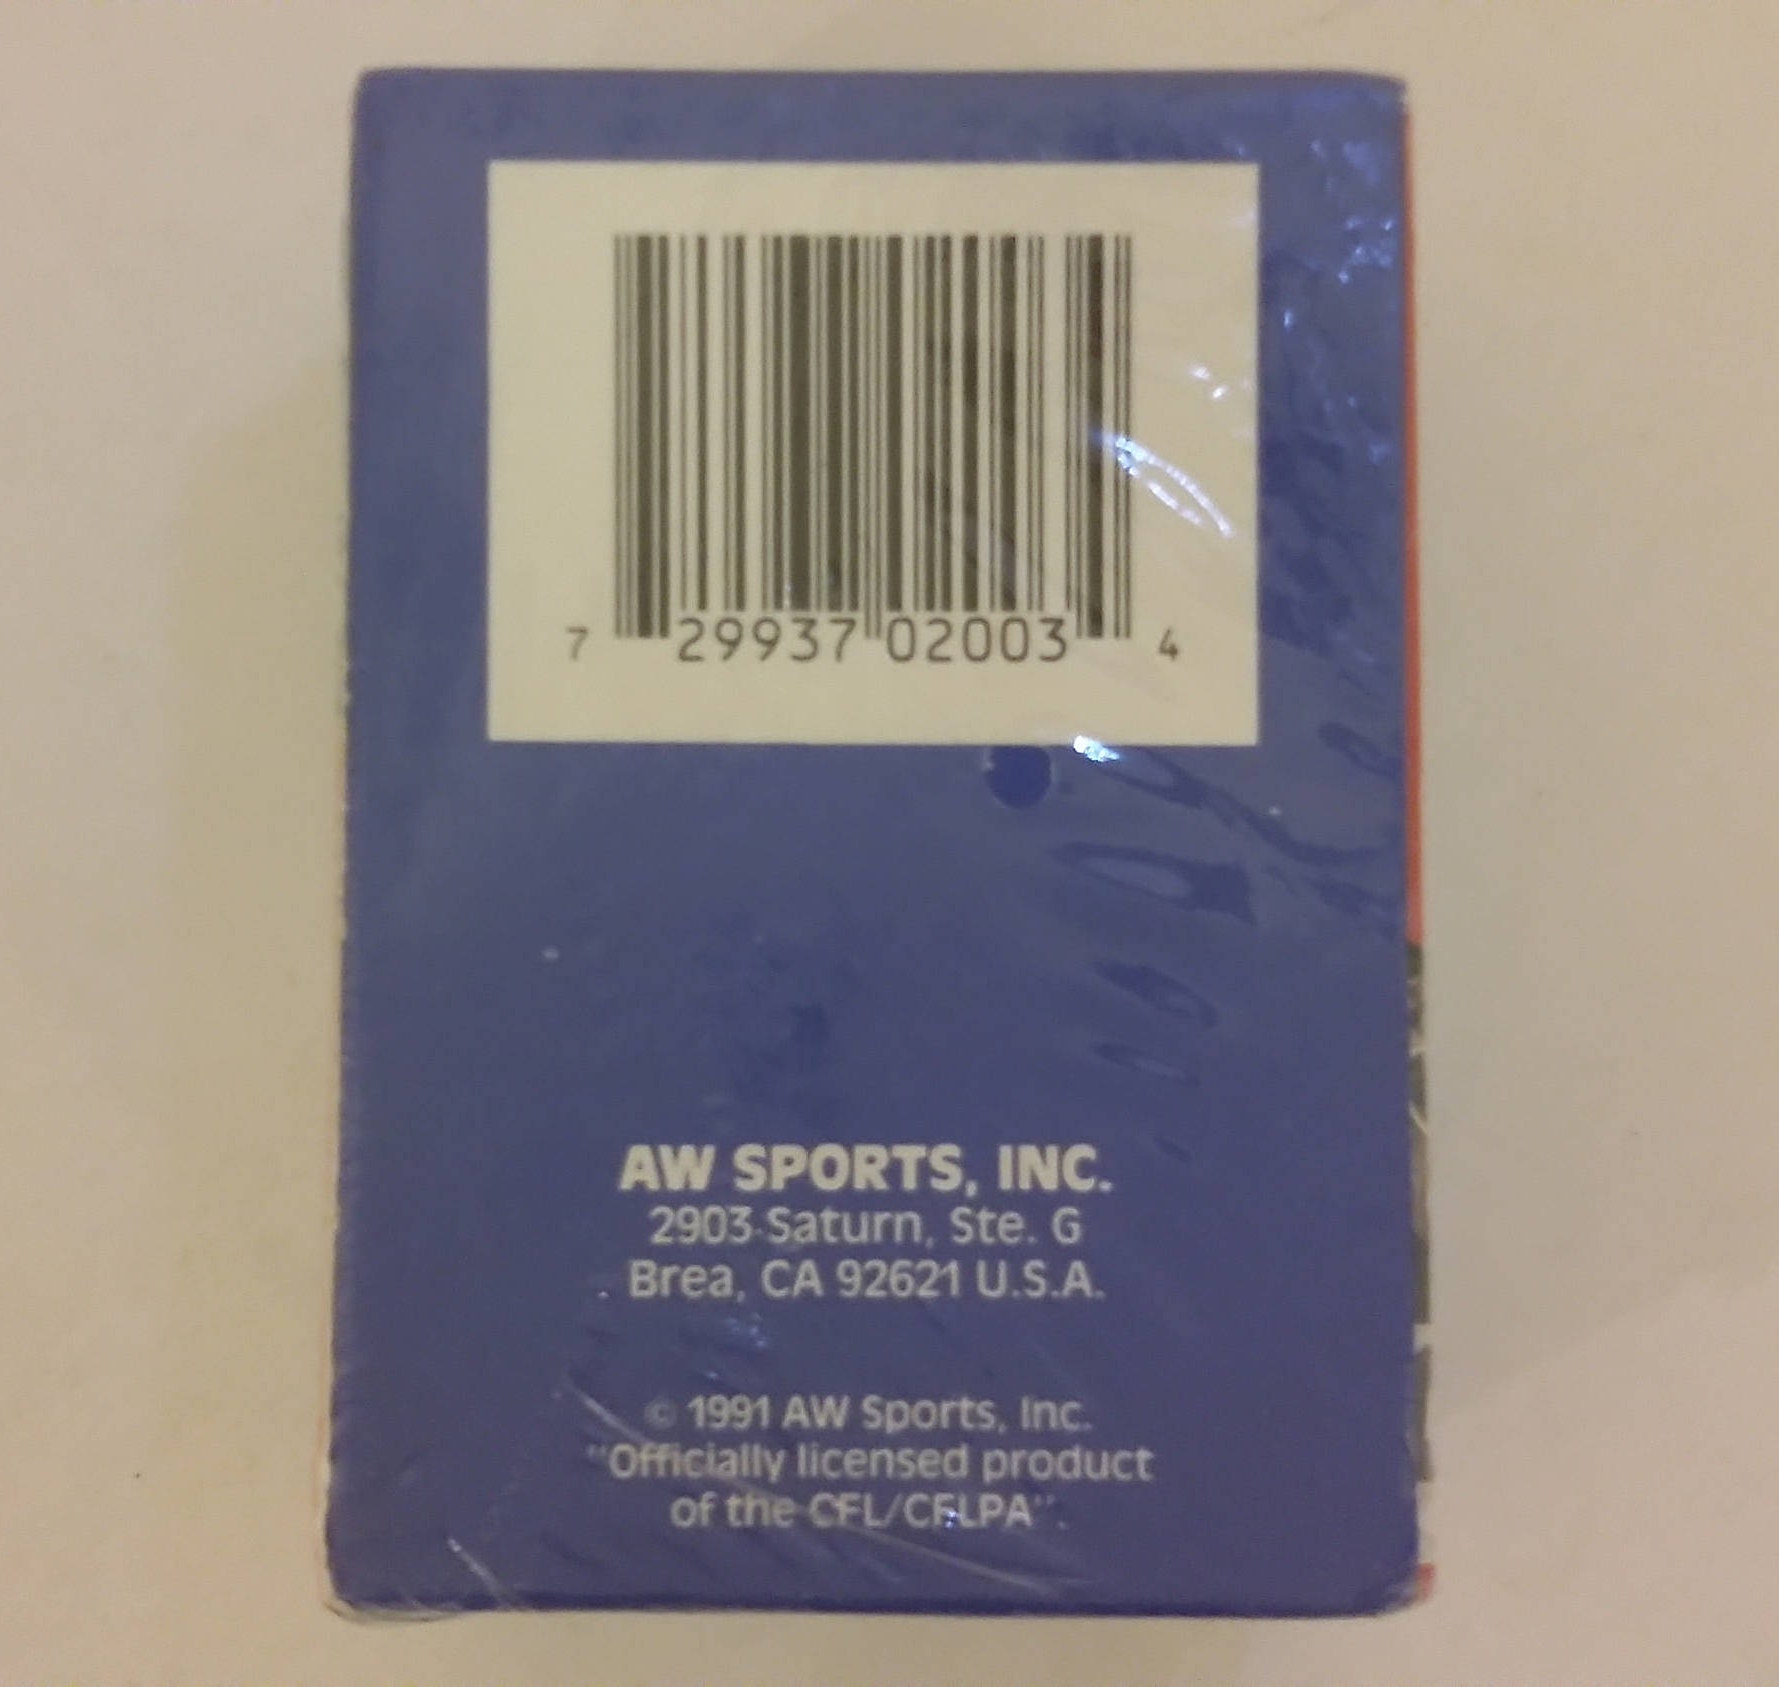 7 29937 02003 4
AW SPORTS, INC.
2903 Saturn, Ste. G
Brea, CA 92621 U.S.A.
© 1991 AW Sports, Inc.
"Officially licensed product
of the CFL/CFLPA".